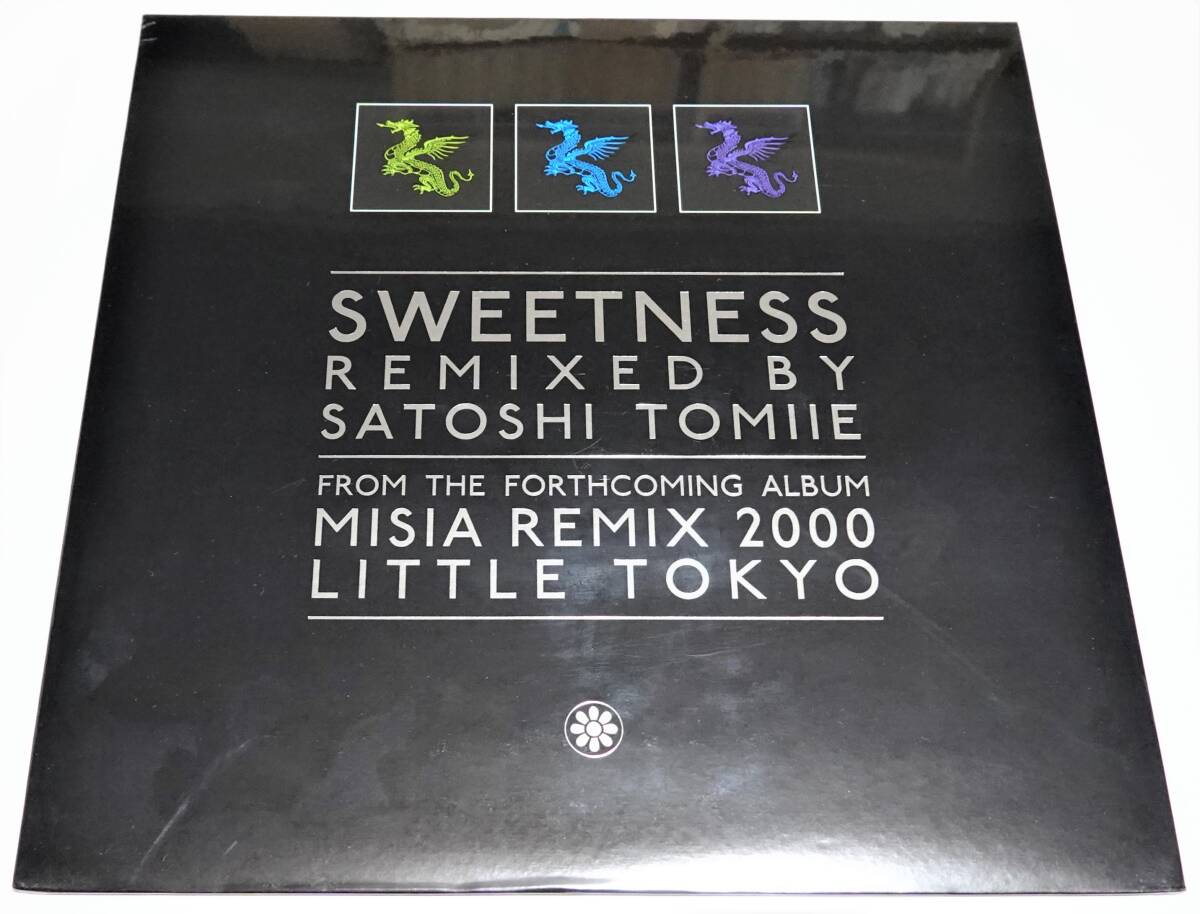 SWEETNESS
REMIXED BY
SATOSHI TOMIIE
FROM THE FORTHCOMING ALBUM
MISIA REMIX 2000
LITTLE TOKYO